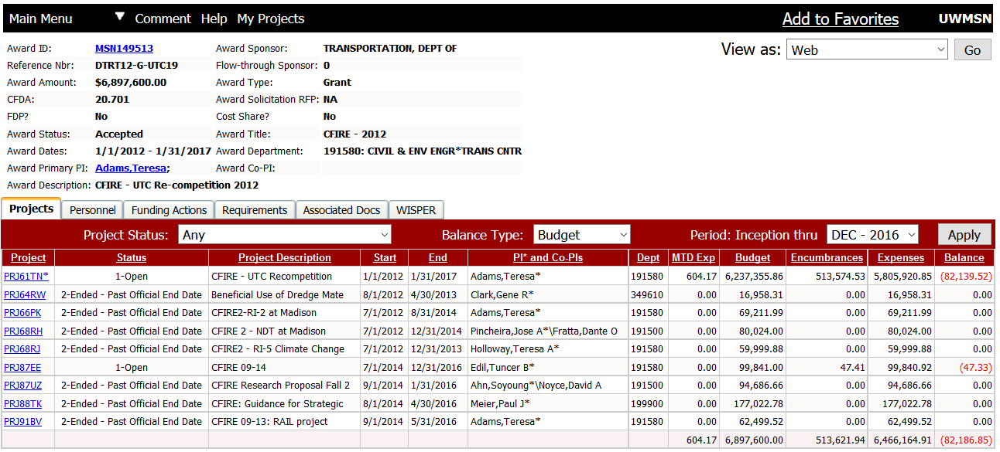 Main Menu ▼ Comment Help My Projects Add to Favorites UWMSN
Award ID: MSN149513 Award Sponsor: TRANSPORTATION, DEPT OF View as: Web Go
Reference Nbr: DTRT12-G-UTC19 Flow-through Sponsor: 0
Award Amount: $6,897,600.00 Award Type: Grant
CFDA: 20.701 Award Solicitation RFP: NA
FDP? No Cost Share? No
Award Status: Accepted Award Title: CFIRE - 2012
Award Dates: 1/1/2012 - 1/31/2017 Award Department: 191580: CIVIL & ENV ENGR*TRANS CNTR
Award Primary PI: Adams,Teresa; Award Co-PI:
Award Description: CFIRE - UTC Re-competition 2012
Projects Personnel Funding Actions Requirements Associated Docs WISPER
Project Status: Any Balance Type: Budget Period: Inception thru DEC - 2016 Apply
Project Status Project Description Start End PI* and Co-PIs Dept MTD Exp Budget Encumbrances Expenses Balance
PRJ61TN* 1-Open CFIRE - UTC Recompetition 1/1/2012 1/31/2017 Adams,Teresa* 191580 604.17 6,237,355.86 513,574.53 5,805,920.85 (82,139.52)
PRJ64RW 2-Ended - Past Official End Date Beneficial Use of Dredge Mate 8/1/2012 4/30/2013 Clark,Gene R* 349610 0.00 16,958.31 0.00 16,958.31 0.00
PRJ66PK 2-Ended - Past Official End Date CFIRE2-RI-2 at Madison 7/1/2012 8/31/2014 Adams,Teresa* 191580 0.00 69,211.99 0.00 69,211.99 0.00
PRJ68RH 2-Ended - Past Official End Date CFIRE 2 - NDT at Madison 7/1/2012 12/31/2014 Pincheira,Jose A*\Fratta,Dante O 191580 0.00 80,024.00 0.00 80,024.00 0.00
PRJ68RJ 2-Ended - Past Official End Date CFIRE2 - RI-5 Climate Change 7/1/2012 12/31/2013 Holloway,Teresa A* 191580 0.00 59,999.88 0.00 59,999.88 0.00
PRJ87EE 1-Open CFIRE 09-14 7/1/2014 12/31/2016 Edil,Tuncer B* 191580 0.00 99,841.00 47.41 99,840.92 (47.33)
PRJ87UZ 2-Ended - Past Official End Date CFIRE Research Proposal Fall 2 9/1/2014 1/31/2016 Ahn,Soyoung*\Noyce,David A 191500 0.00 94,686.66 0.00 94,686.66 0.00
PRJ88TK 2-Ended - Past Official End Date CFIRE: Guidance for Strategic 8/1/2014 4/30/2016 Meier,Paul J* 199900 0.00 177,022.78 0.00 177,022.78 0.00
PRJ91BV 2-Ended - Past Official End Date CFIRE 09-13: RAIL project 9/1/2014 5/31/2016 Adams,Teresa* 191580 0.00 62,499.52 0.00 62,499.52 0.00
604.17 6,897,600.00 513,621.94 6,466,164.91 (82,186.85)